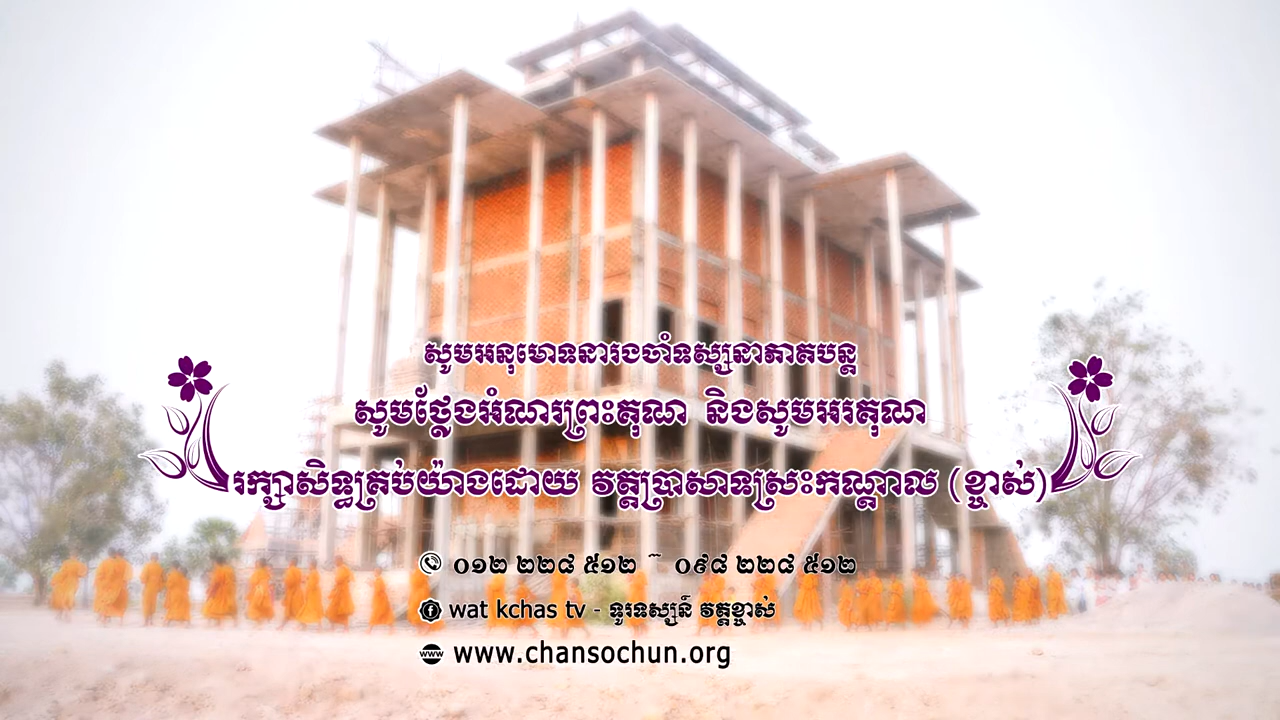 សូមអនុមោទនារងចាំទស្សនាភាគបន្ត
សូមថ្លែងអំណរព្រះគុណ និងសូមអរគុណ
រក្សាសិទ្ធគ្រប់យ៉ាងដោយ វត្តប្រាសាទស្រះកណ្ដាល (ខ្ចាស់)
០១២ ២២៨ ៥១២ ~ ០៩៨ ២២៨ ៥១២
wat kchas tv - ទូរទស្សន៍ វត្តខ្ចាស់
www.chansochun.org